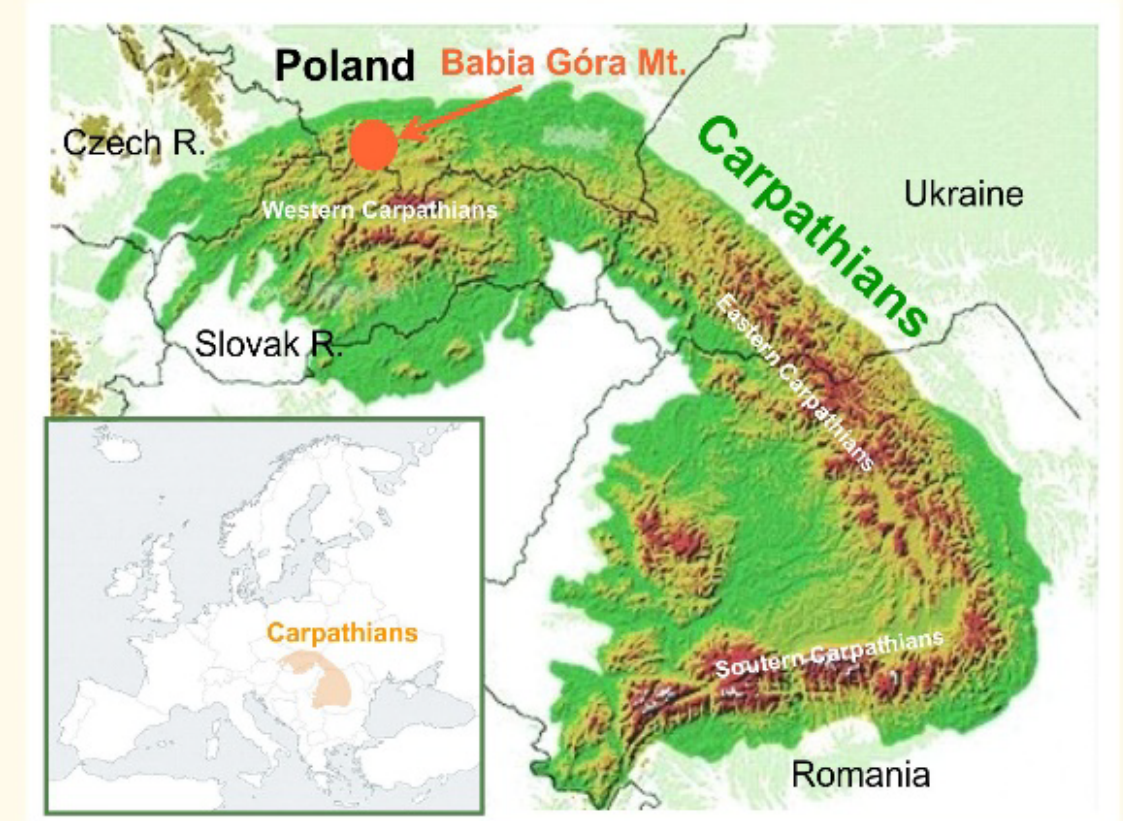 Poland
Babia Góra Mt.
Czech R.
Carpathians
Ukraine
Western Carpathians
Eastern Carpathians
Slovak R.
Carpathians
Soutern Carpathians
Romania